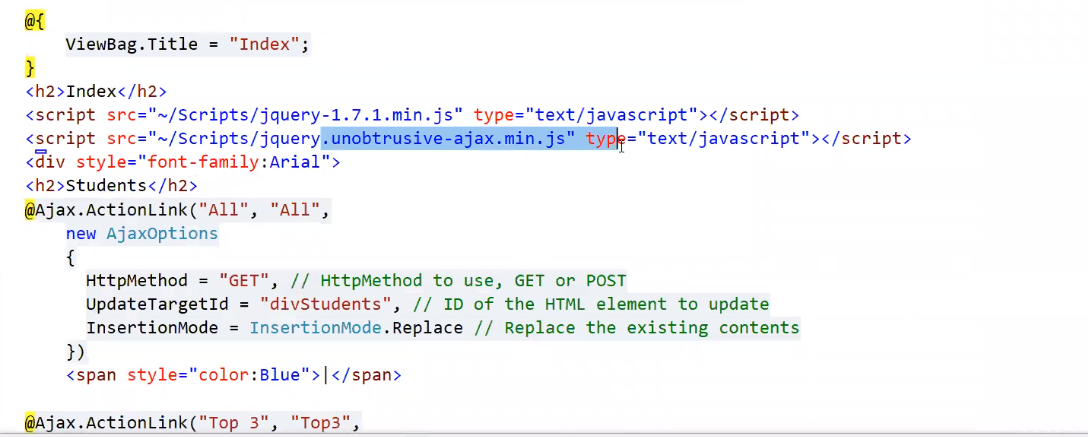 @{
ViewBag.Title = "Index";
}
<h2>Index</h2>
<script src="~/Scripts/jquery-1.7.1.min.js" type="text/javascript"></script>
<script src="~/Scripts/jquery.unobtrusive-ajax.min.js" type="text/javascript"></script>
<div style="font-family:Arial">
<h2>Students</h2>
@Ajax.ActionLink("All", "All",
new AjaxOptions
{
HttpMethod = "GET", // HttpMethod to use, GET or POST
UpdateTargetId = "divStudents", // ID of the HTML element to update
InsertionMode = InsertionMode.Replace // Replace the existing contents
})
<span style="color:Blue">|</span>
@Ajax.ActionLink("Top 3", "Top3",